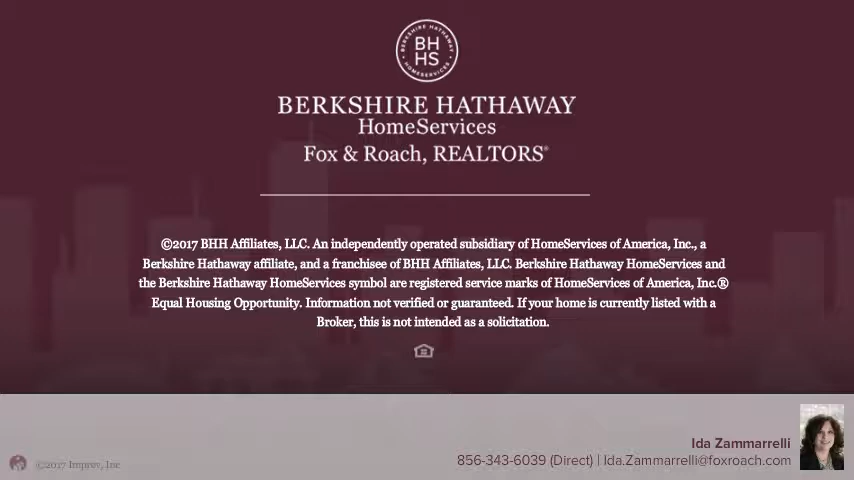 BERKSHIRE HATHAWAY
HOMESERVICES
BH
HS
BERKSHIRE HATHAWAY
HomeServices
Fox & Roach, REALTORS®
©2017 BHH Affiliates, LLC. An independently operated subsidiary of HomeServices of America, Inc., a
Berkshire Hathaway affiliate, and a franchisee of BHH Affiliates, LLC. Berkshire Hathaway HomeServices and
the Berkshire Hathaway HomeServices symbol are registered service marks of HomeServices of America, Inc.®
Equal Housing Opportunity. Information not verified or guaranteed. If your home is currently listed with a
Broker, this is not intended as a solicitation.
Ida Zammarrelli
856-343-6039 (Direct) | Ida.Zammarrelli@foxroach.com
©2017 Improv, Inc